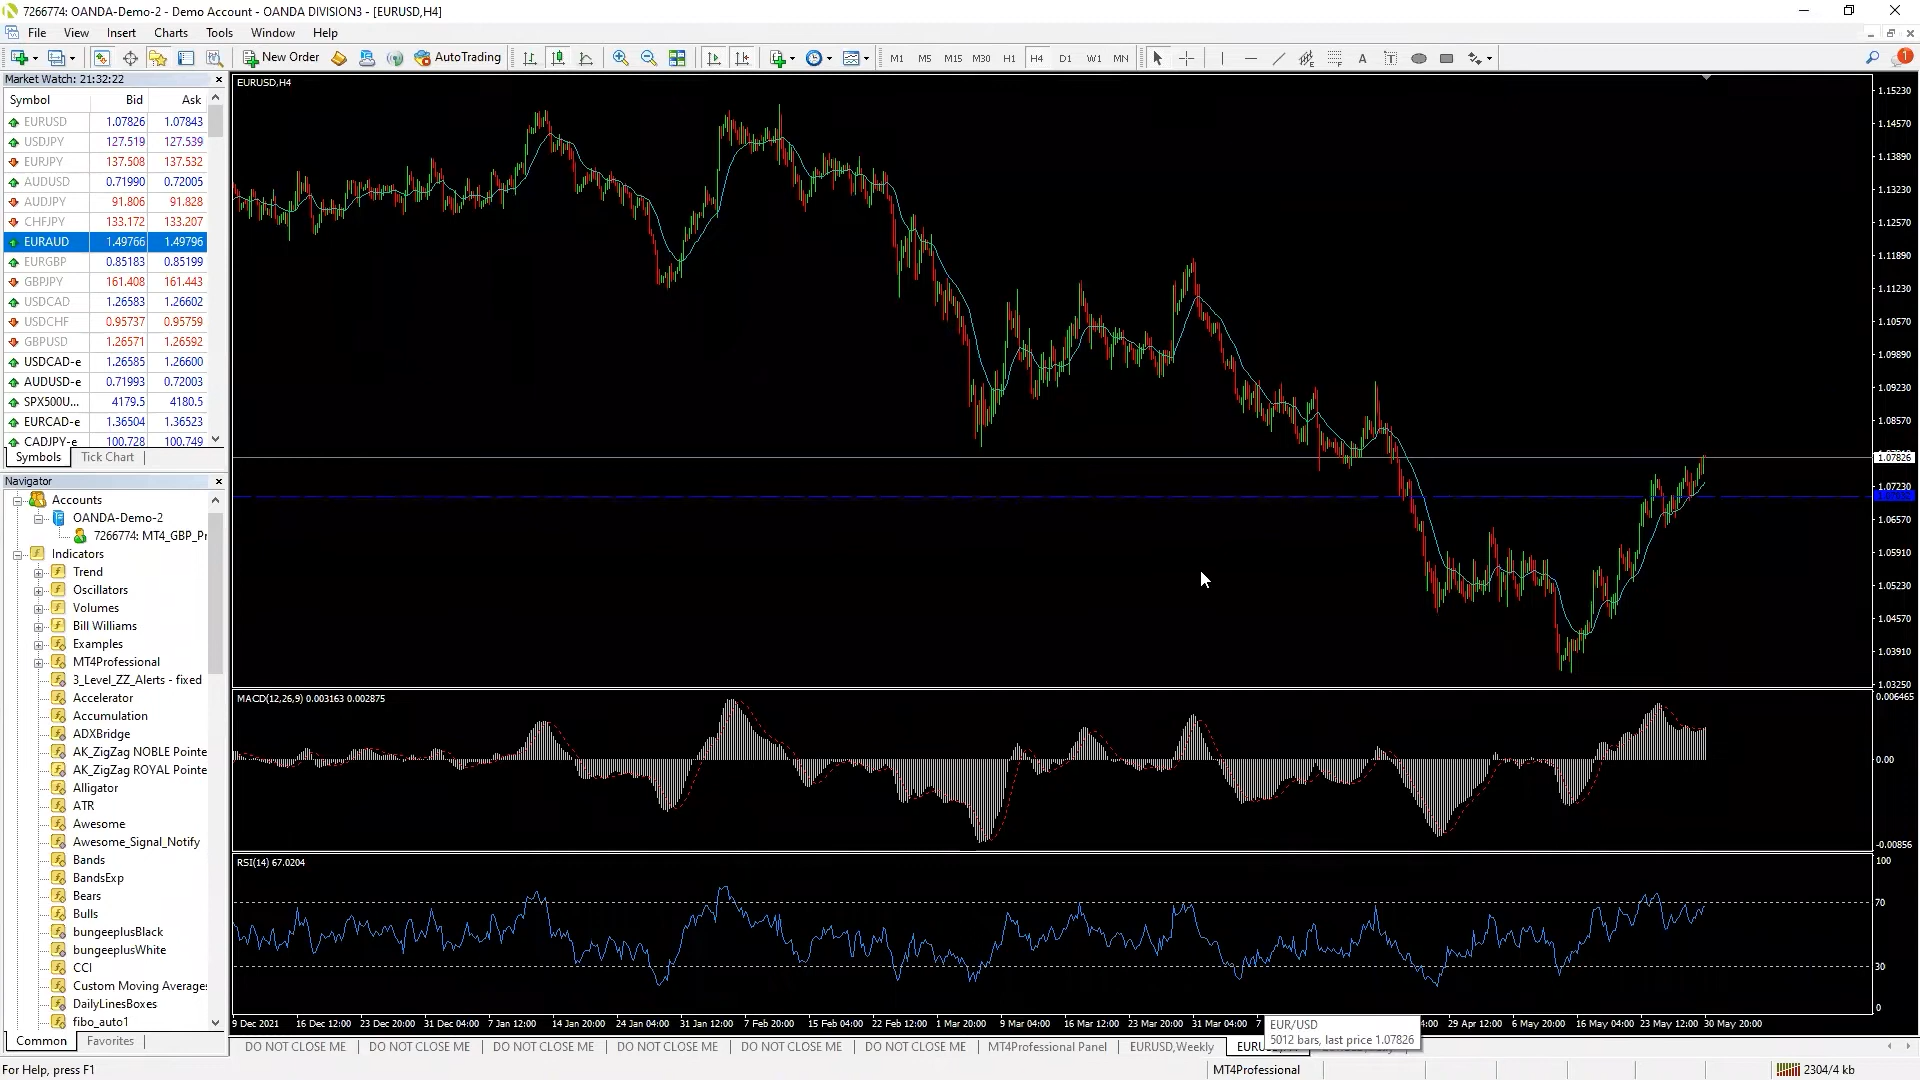 7266774: OANDA-Demo-2 - Demo Account - OANDA DIVISION3 - [EURUSD,H4]
File View Insert Charts Tools Window Help
New Order AutoTrading M1 M5 M15 M30 H1 H4 D1 W1 MN A T 1
Market Watch: 21:32:22
Symbol Bid Ask
EURUSD 1.07826 1.07843
USDJPY 127.519 127.539
EURJPY 137.508 137.532
AUDUSD 0.71990 0.72005
AUDJPY 91.806 91.828
CHFJPY 133.172 133.207
EURAUD 1.49766 1.49796
EURGBP 0.85183 0.85199
GBPJPY 161.408 161.443
USDCAD 1.26583 1.26602
USDCHF 0.95737 0.95759
GBPUSD 1.26571 1.26592
USDCAD-e 1.26585 1.26600
AUDUSD-e 0.71993 0.72003
SPX500U... 4179.5 4180.5
EURCAD-e 1.36504 1.36523
CADJPY-e 100.728 100.749
Symbols Tick Chart
Navigator
Accounts
OANDA-Demo-2
7266774: MT4_GBP_Pr
Indicators
Trend
Oscillators
Volumes
Bill Williams
Examples
MT4Professional
3_Level_ZZ_Alerts - fixed
Accelerator
Accumulation
ADXBridge
AK_ZigZag NOBLE Pointe
AK_ZigZag ROYAL Pointe
Alligator
ATR
Awesome
Awesome_Signal_Notify
Bands
BandsExp
Bears
Bulls
bungeeplusBlack
bungeeplusWhite
CCI
Custom Moving Averages
DailyLinesBoxes
fibo_auto1
Common Favorites
EURUSD,H4
1.15230
1.14570
1.13890
1.13230
1.12570
1.11890
1.11230
1.10570
1.09890
1.09230
1.08570
1.07826
1.07230
1.06570
1.05910
1.05230
1.04570
1.03910
1.03250
MACD(12,26,9) 0.003163 0.002875
0.006465
0.00
-0.00856
RSI(14) 67.0204
100
70
30
0
9 Dec 2021 16 Dec 12:00 23 Dec 20:00 31 Dec 04:00 7 Jan 12:00 14 Jan 20:00 24 Jan 04:00 31 Jan 12:00 7 Feb 20:00 15 Feb 04:00 22 Feb 12:00 1 Mar 20:00 9 Mar 04:00 16 Mar 12:00 23 Mar 20:00 31 Mar 04:00 7 04:00 29 Apr 12:00 6 May 20:00 16 May 04:00 23 May 12:00 30 May 20:00
EUR/USD
5012 bars, last price 1.07826
DO NOT CLOSE ME DO NOT CLOSE ME DO NOT CLOSE ME DO NOT CLOSE ME DO NOT CLOSE ME DO NOT CLOSE ME MT4Professional Panel EURUSD,Weekly
For Help, press F1 MT4Professional 2304/4 kb